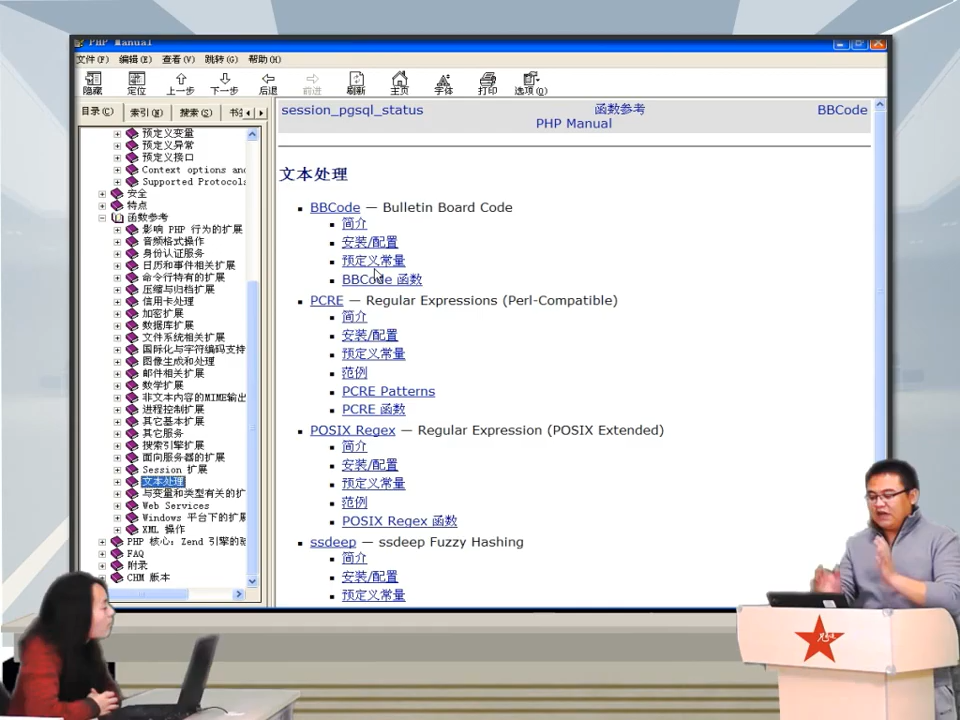 PHP Manual
文件(F) 编辑(E) 查看(V) 跳转(G) 帮助(H)
隐藏 定位 上一步 下一步 后退 前进 刷新 主页 字体 打印 选项(O)
目录(C) 索引(N) 搜索(S) 书签
预定义变量
预定义异常
预定义接口
Context options and
Supported Protocols
安全
特点
函数参考
影响 PHP 行为的扩展
音频格式操作
身份认证服务
日历和事件相关扩展
命令行特有的扩展
压缩与归档扩展
信用卡处理
加密扩展
数据库扩展
文件系统相关扩展
国际化与字符编码支持
图像生成和处理
邮件相关扩展
数学扩展
非文本内容的MIME输出
进程控制扩展
其它基本扩展
其它服务
搜索引擎扩展
面向服务器的扩展
Session 扩展
文本处理
与变量和类型有关的扩
Web Services
Windows 平台下的扩展
XML 操作
PHP 核心：Zend 引擎的
FAQ
附录
CHM 版本
session_pgsql_status 函数参考 BBCode
PHP Manual
文本处理
BBCode — Bulletin Board Code
简介
安装/配置
预定义常量
BBCode 函数
PCRE — Regular Expressions (Perl-Compatible)
简介
安装/配置
预定义常量
范例
PCRE Patterns
PCRE 函数
POSIX Regex — Regular Expression (POSIX Extended)
简介
安装/配置
预定义常量
范例
POSIX Regex 函数
ssdeep — ssdeep Fuzzy Hashing
简介
安装/配置
预定义常量